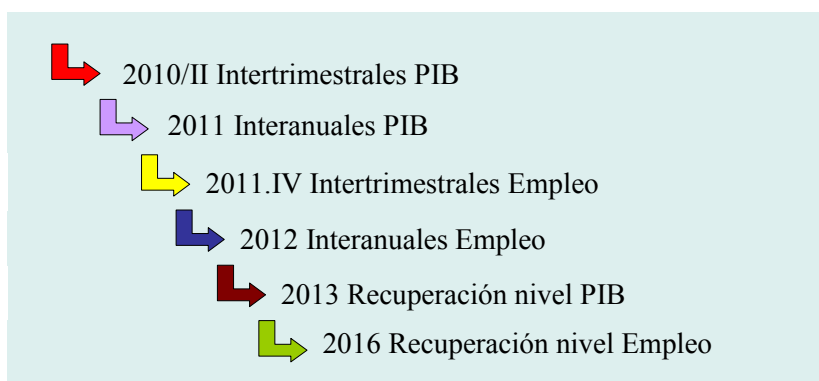 2010/II Intertrimestrales PIB
2011 Interanuales PIB
2011.IV Intertrimestrales Empleo
2012 Interanuales Empleo
2013 Recuperación nivel PIB
2016 Recuperación nivel Empleo